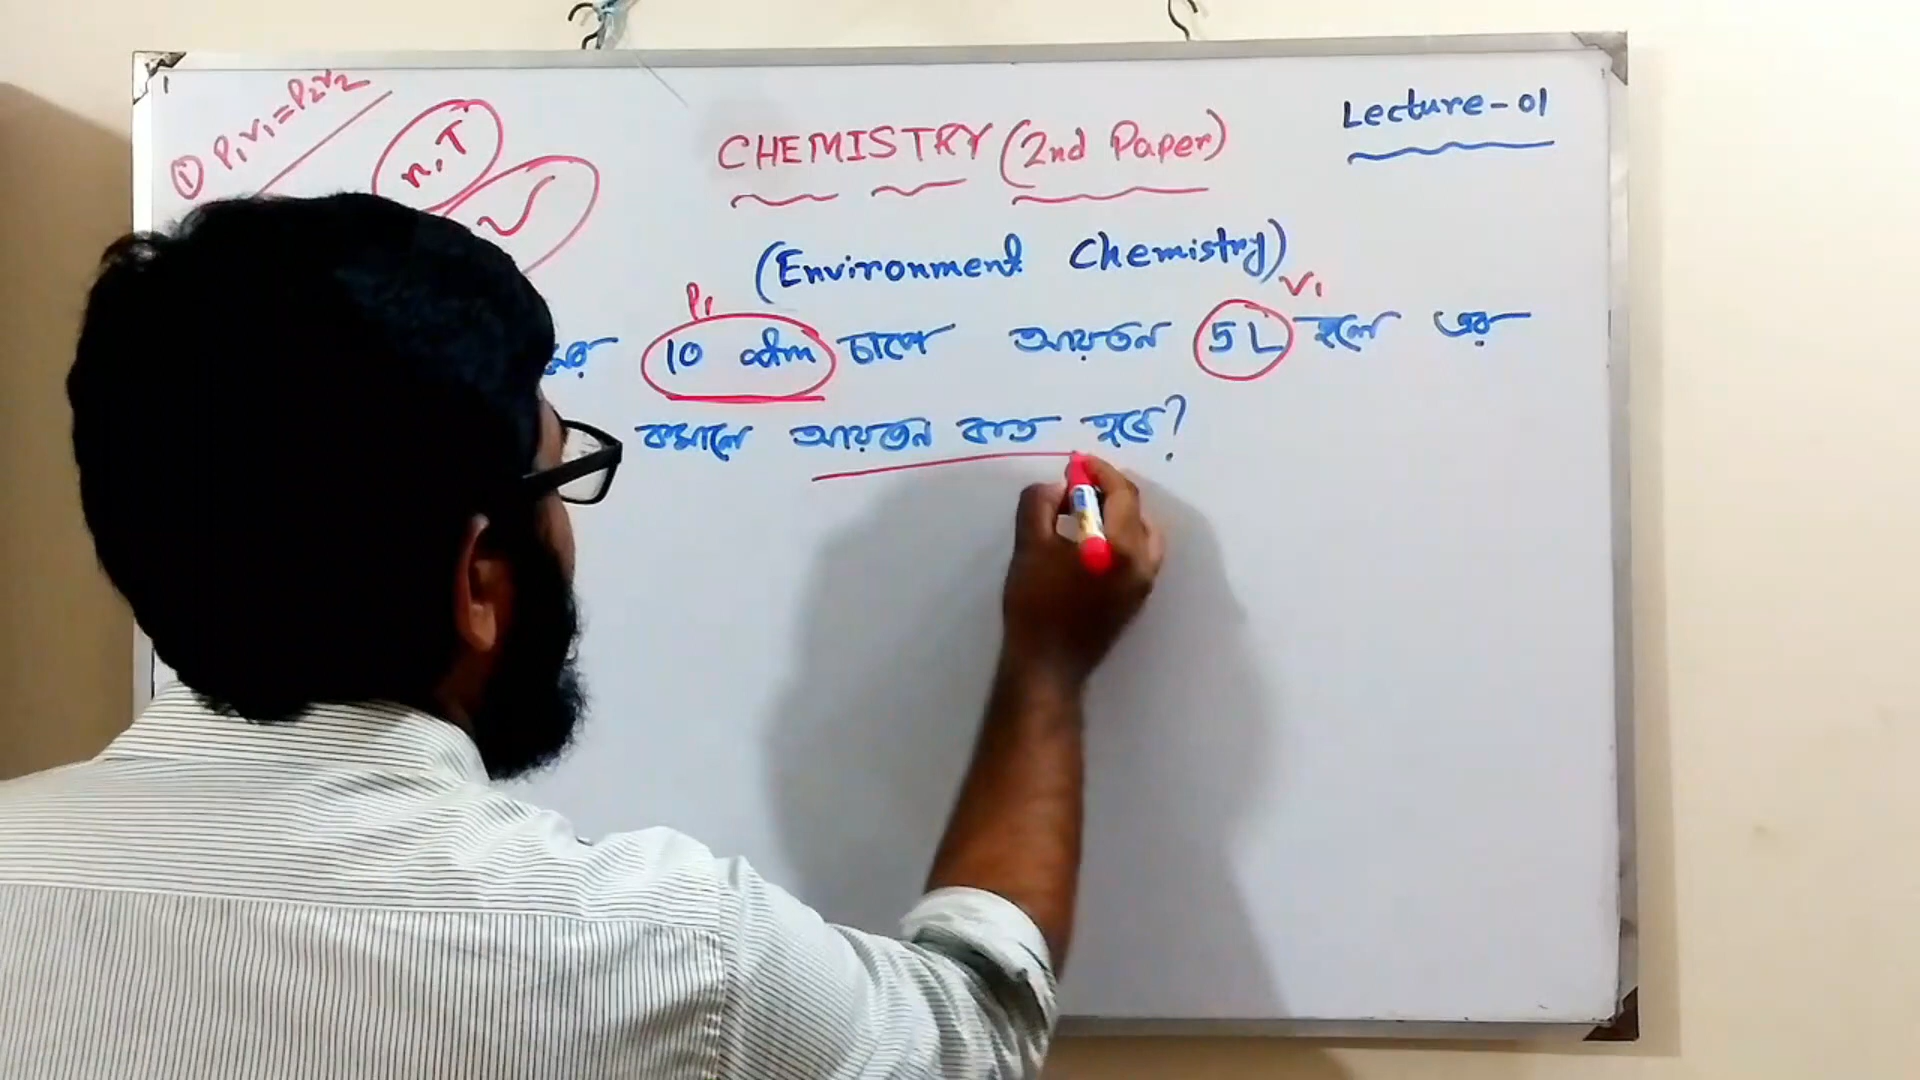 ① P₁V₁ = P₂V₂
n, T
CHEMISTRY (2nd Paper)
Lecture-01
(Environment Chemistry)
P₁
V₁
10 atm চাপে আয়তন 5L হলে এর
কমালে আয়তন কত হবে?